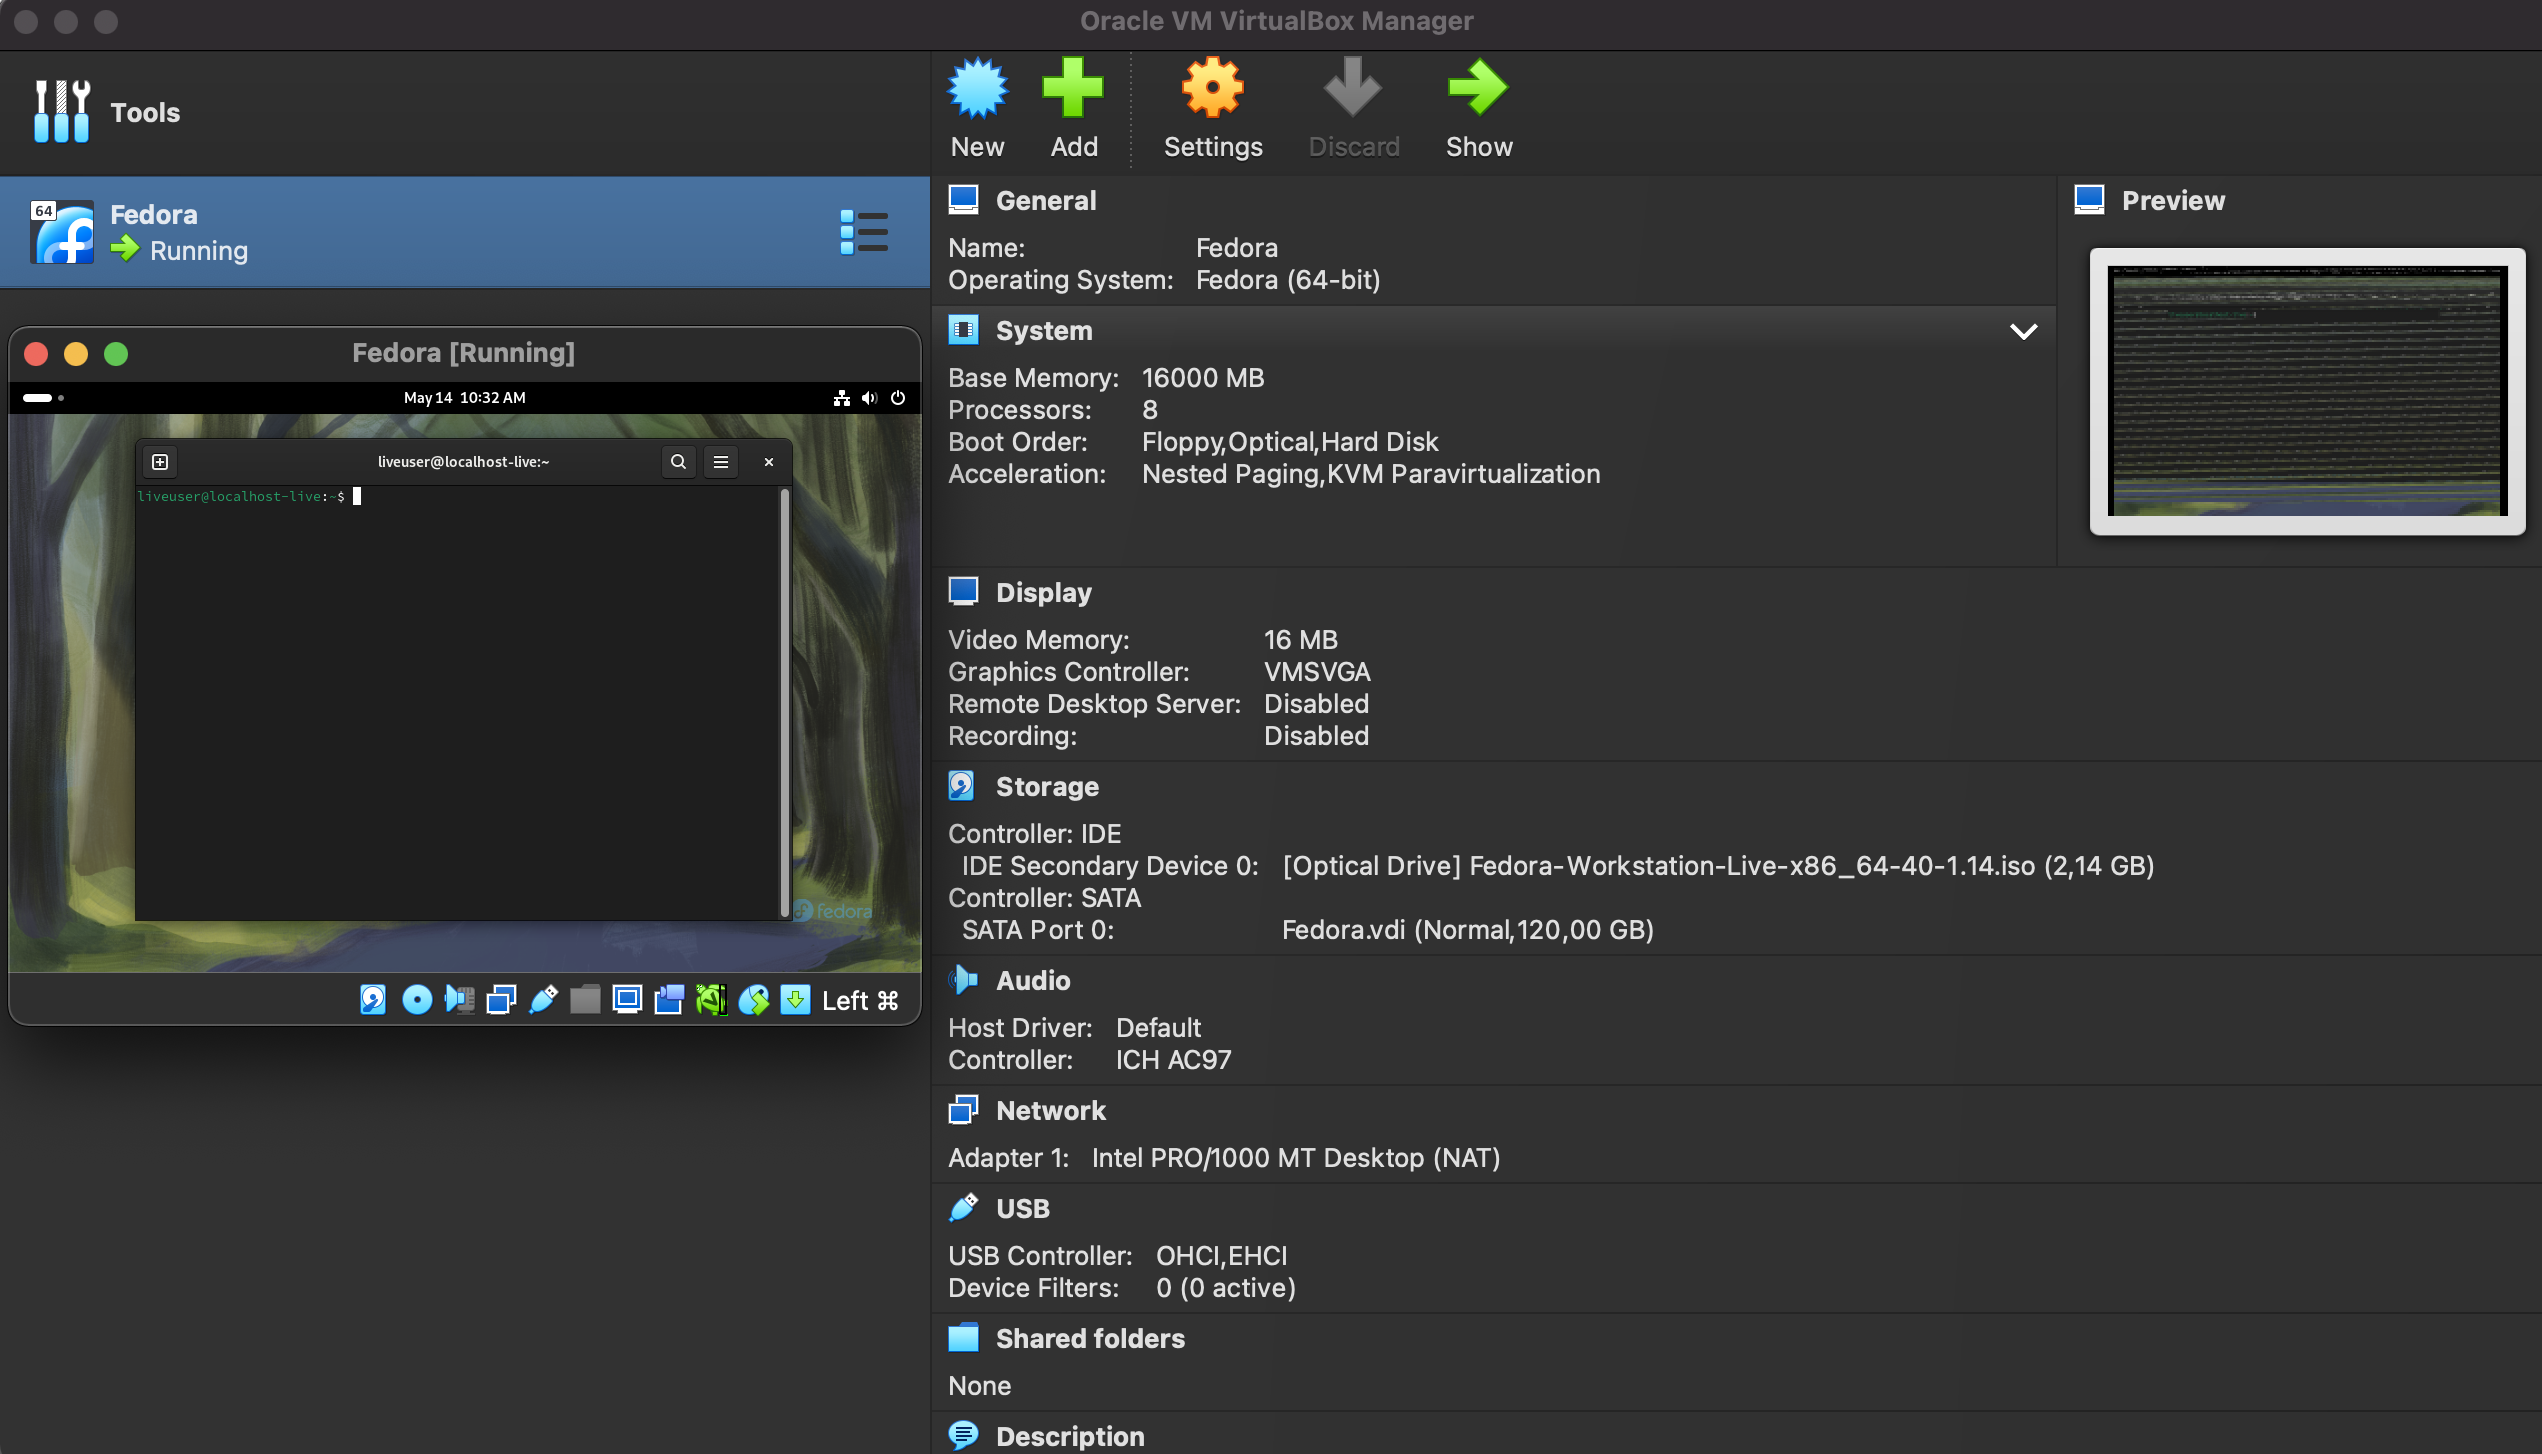 Oracle VM VirtualBox Manager
Tools
New Add Settings Discard Show
64
Fedora
Running
Fedora [Running]
May 14 10:32 AM
liveuser@localhost-live:~
liveuser@localhost-live:~$
fedora
Left ⌘
General
Name: Fedora
Operating System: Fedora (64-bit)
Preview
System
Base Memory: 16000 MB
Processors: 8
Boot Order: Floppy,Optical,Hard Disk
Acceleration: Nested Paging,KVM Paravirtualization
Display
Video Memory: 16 MB
Graphics Controller: VMSVGA
Remote Desktop Server: Disabled
Recording: Disabled
Storage
Controller: IDE
IDE Secondary Device 0: [Optical Drive] Fedora-Workstation-Live-x86_64-40-1.14.iso (2,14 GB)
Controller: SATA
SATA Port 0: Fedora.vdi (Normal,120,00 GB)
Audio
Host Driver: Default
Controller: ICH AC97
Network
Adapter 1: Intel PRO/1000 MT Desktop (NAT)
USB
USB Controller: OHCI,EHCI
Device Filters: 0 (0 active)
Shared folders
None
Description